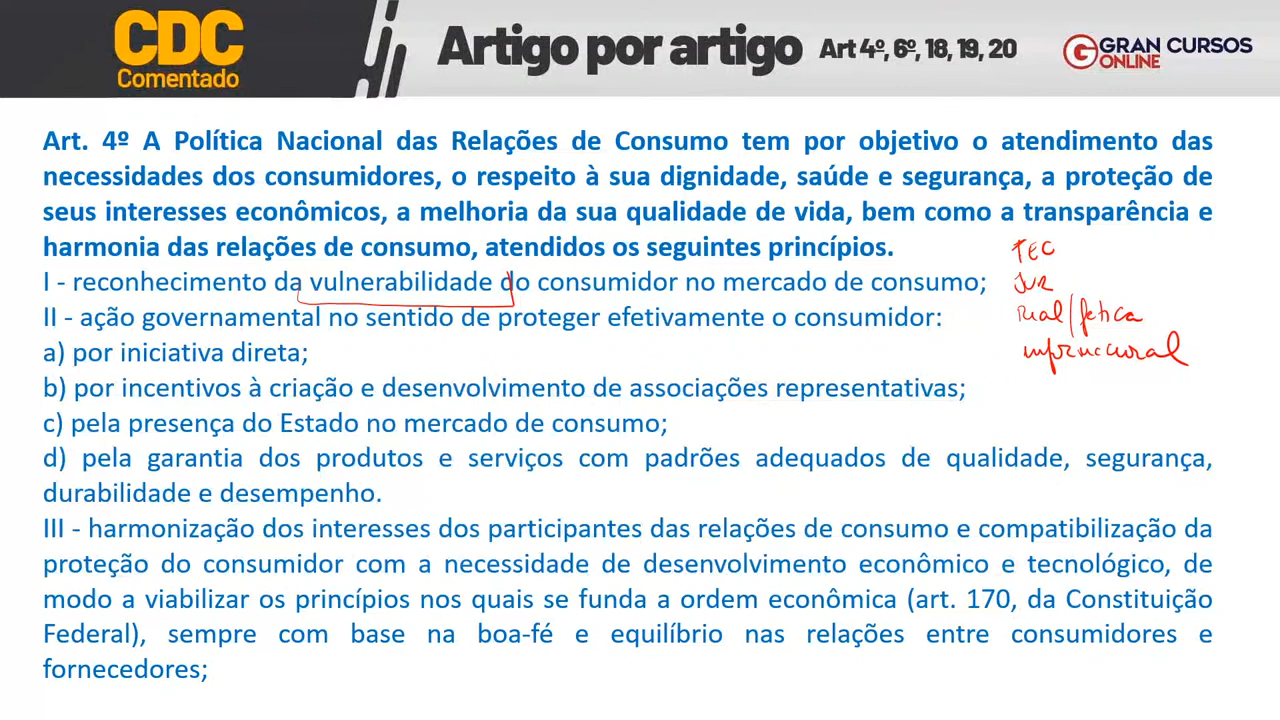 CDC
Comentado
Artigo por artigo Art 4º, 6º, 18, 19, 20
GRAN CURSOS
ONLINE
Art. 4º A Política Nacional das Relações de Consumo tem por objetivo o atendimento das
necessidades dos consumidores, o respeito à sua dignidade, saúde e segurança, a proteção de
seus interesses econômicos, a melhoria da sua qualidade de vida, bem como a transparência e
harmonia das relações de consumo, atendidos os seguintes princípios.
TEC
I - reconhecimento da vulnerabilidade do consumidor no mercado de consumo;
JUR
II - ação governamental no sentido de proteger efetivamente o consumidor:
a) por iniciativa direta;
b) por incentivos à criação e desenvolvimento de associações representativas;
c) pela presença do Estado no mercado de consumo;
d) pela garantia dos produtos e serviços com padrões adequados de qualidade, segurança,
durabilidade e desempenho.
III - harmonização dos interesses dos participantes das relações de consumo e compatibilização da
proteção do consumidor com a necessidade de desenvolvimento econômico e tecnológico, de
modo a viabilizar os princípios nos quais se funda a ordem econômica (art. 170, da Constituição
Federal), sempre com base na boa-fé e equilíbrio nas relações entre consumidores e
fornecedores;